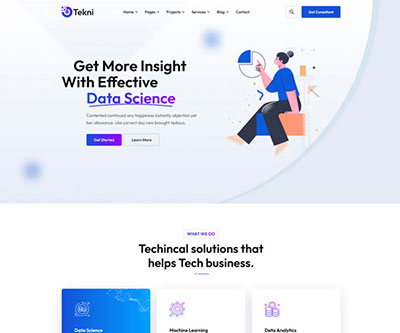 Tekni
Home Pages Projects Services Blog Contact
Get Consultant
Get More Insight
With Effective
Data Science
Contented continued any happiness instantly objection yet
her allowance. Use correct day new brought tedious.
Get Started Learn More
WHAT WE DO
Techincal solutions that
helps Tech business.
Data Science Machine Learning Data Analytics